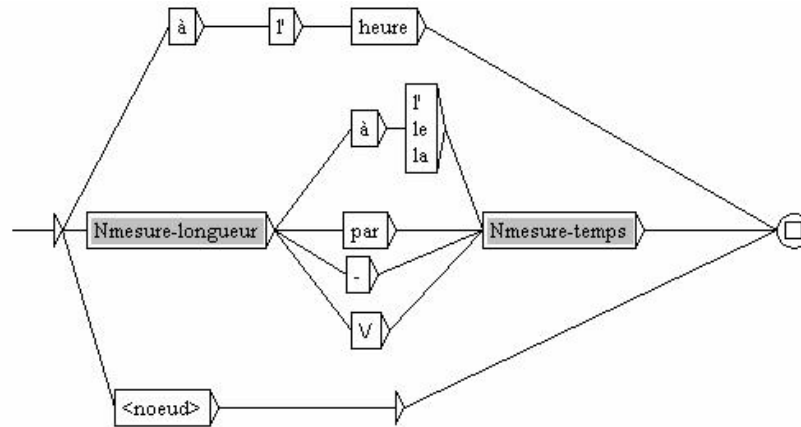 à l' heure
à l'
le
la
Nmesure-longueur par Nmesure-temps
-
\/
<noeud>